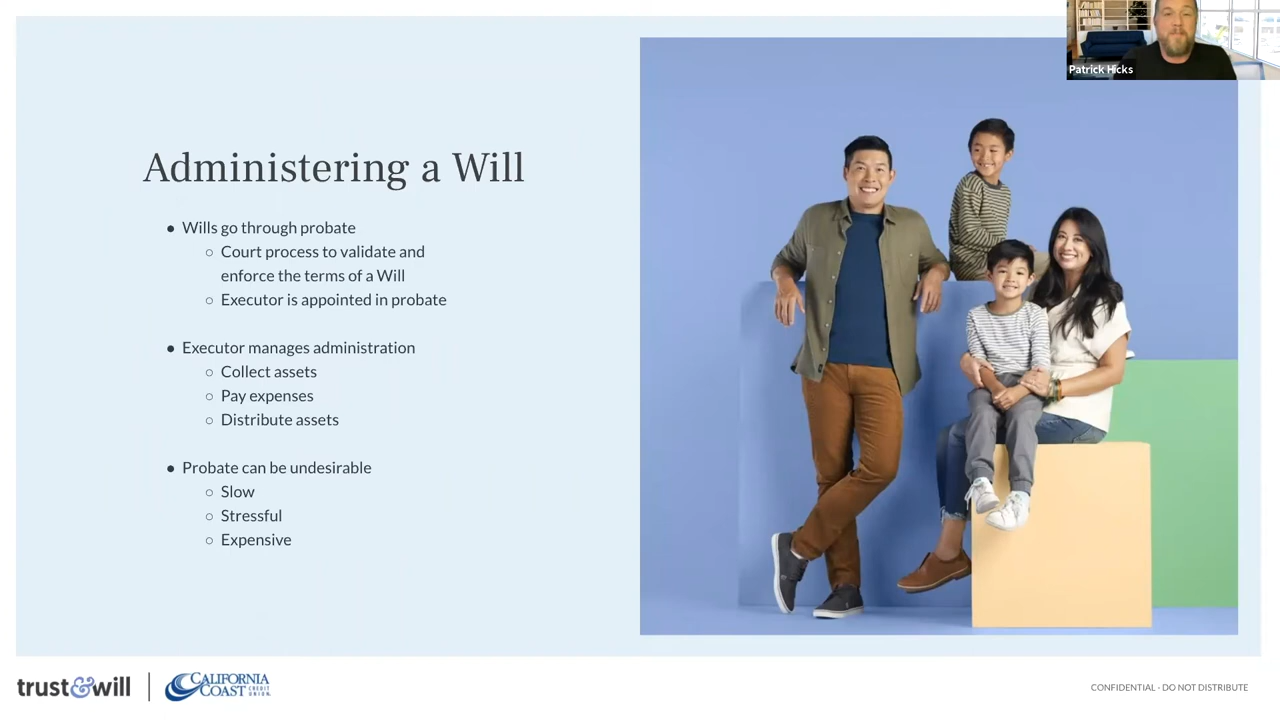 Patrick Hicks
Administering a Will
● Wills go through probate
○ Court process to validate and
enforce the terms of a Will
○ Executor is appointed in probate
● Executor manages administration
○ Collect assets
○ Pay expenses
○ Distribute assets
● Probate can be undesirable
○ Slow
○ Stressful
○ Expensive
trust&will
CALIFORNIA
COAST CREDIT
UNION
CONFIDENTIAL - DO NOT DISTRIBUTE